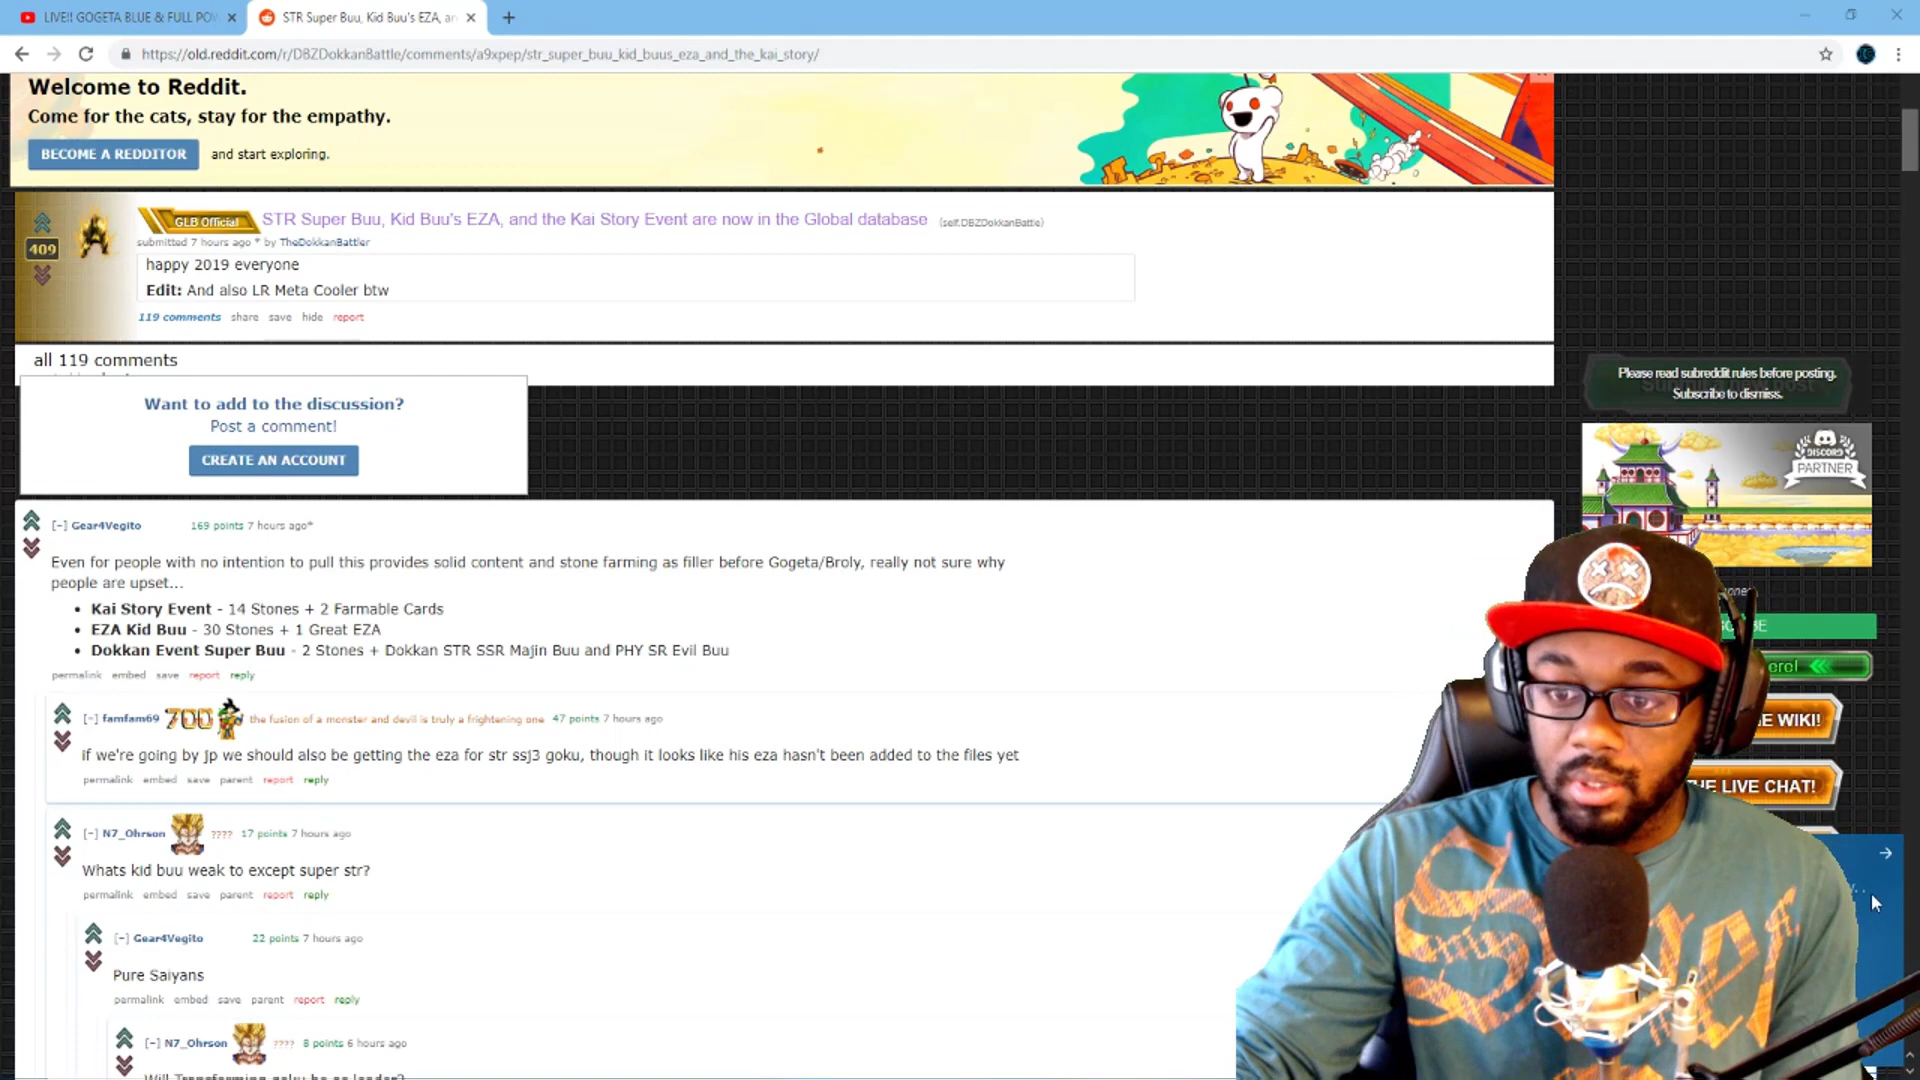 LIVE!! GOGETA BLUE & FULL POW
STR Super Buu, Kid Buu's EZA, an
https://old.reddit.com/r/DBZDokkanBattle/comments/a9xpep/str_super_buu_kid_buus_eza_and_the_kai_story/
Welcome to Reddit.
Come for the cats, stay for the empathy.
BECOME A REDDITOR and start exploring.
GLB Official STR Super Buu, Kid Buu's EZA, and the Kai Story Event are now in the Global database (self.DBZDokkanBattle)
submitted 7 hours ago * by TheDokkanBattler
409
happy 2019 everyone
Edit: And also LR Meta Cooler btw
119 comments share save hide report
all 119 comments
Please read subreddit rules before posting.
Subscribe to dismiss.
Want to add to the discussion?
Post a comment!
CREATE AN ACCOUNT
DISCORD
PARTNER
[-] Gear4Vegito 169 points 7 hours ago*
Even for people with no intention to pull this provides solid content and stone farming as filler before Gogeta/Broly, really not sure why
people are upset...
• Kai Story Event - 14 Stones + 2 Farmable Cards
• EZA Kid Buu - 30 Stones + 1 Great EZA
• Dokkan Event Super Buu - 2 Stones + Dokkan STR SSR Majin Buu and PHY SR Evil Buu
permalink embed save report reply
[-] famfam69 700 the fusion of a monster and devil is truly a frightening one 47 points 7 hours ago
if we're going by jp we should also be getting the eza for str ssj3 goku, though it looks like his eza hasn't been added to the files yet
permalink embed save parent report reply
E WIKI!
HE LIVE CHAT!
[-] N7_Ohrson ???? 17 points 7 hours ago
Whats kid buu weak to except super str?
permalink embed save parent report reply
[-] Gear4Vegito 22 points 7 hours ago
Pure Saiyans
permalink embed save parent report reply
[-] N7_Ohrson ???? 8 points 6 hours ago
Will Transforming goku be as leader?